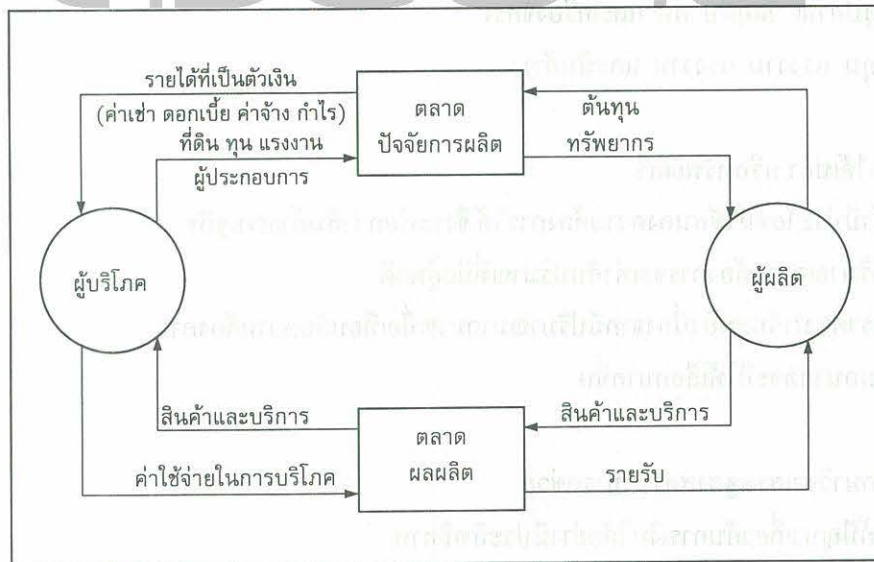 รายได้ที่เป็นตัวเงิน
(ค่าเช่า ดอกเบี้ย ค่าจ้าง กำไร)
ที่ดิน ทุน แรงงาน
ผู้ประกอบการ
ตลาด
ปัจจัยการผลิต
ต้นทุน
ทรัพยากร
ผู้บริโภค
ผู้ผลิต
สินค้าและบริการ
ค่าใช้จ่ายในการบริโภค
ตลาด
ผลผลิต
สินค้าและบริการ
รายรับ